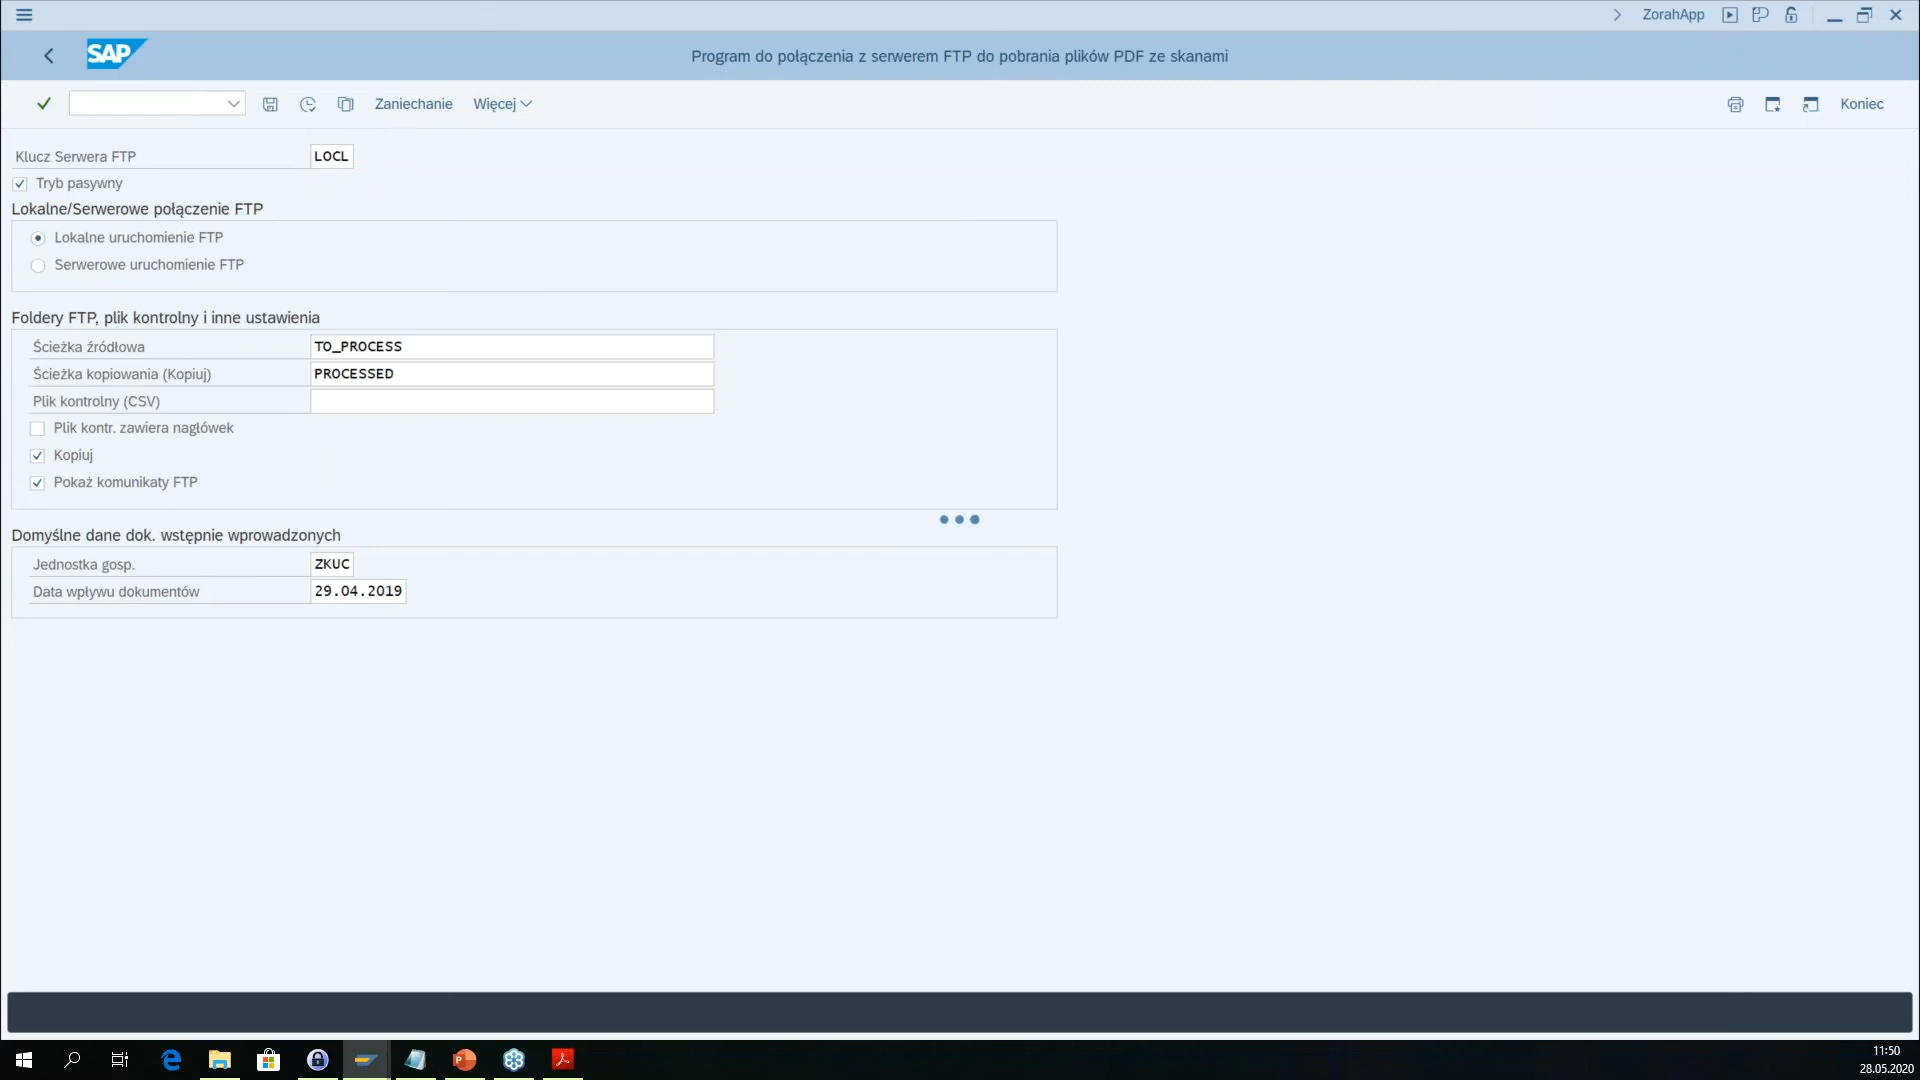 ZorahApp
SAP
Program do połączenia z serwerem FTP do pobrania plików PDF ze skanami
Zaniechanie Więcej Koniec
Klucz Serwera FTP LOCL
Tryb pasywny
Lokalne/Serwerowe połączenie FTP
Lokalne uruchomienie FTP
Serwerowe uruchomienie FTP
Foldery FTP, plik kontrolny i inne ustawienia
Ścieżka źródłowa TO_PROCESS
Ścieżka kopiowania (Kopiuj) PROCESSED
Plik kontrolny (CSV)
Plik kontr. zawiera nagłówek
Kopiuj
Pokaż komunikaty FTP
Domyślne dane dok. wstępnie wprowadzonych
Jednostka gosp. ZKUC
Data wpływu dokumentów 29.04.2019
11:50
28.05.2020